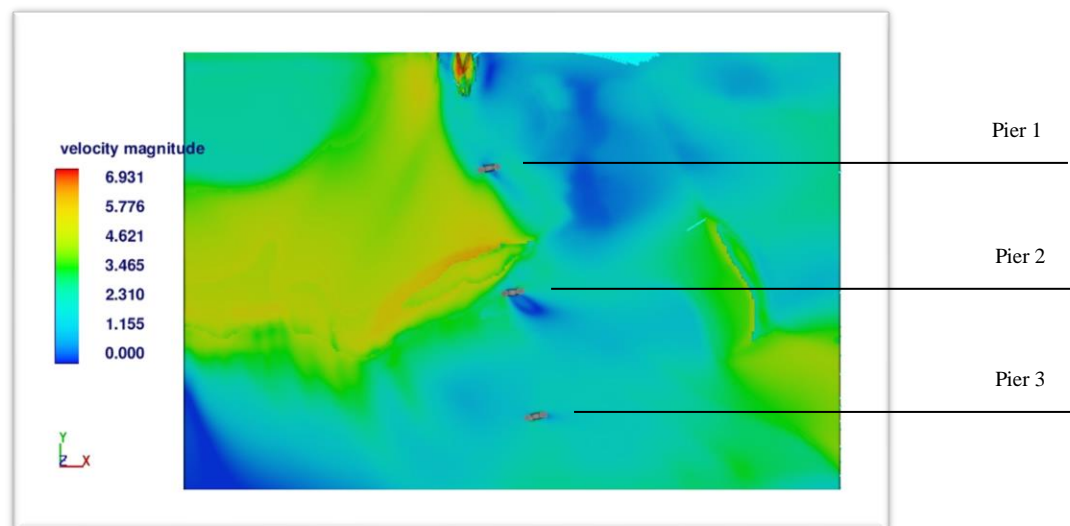 velocity magnitude
6.931
5.776
4.621
3.465
2.310
1.155
0.000
Y
Z X
Pier 1
Pier 2
Pier 3